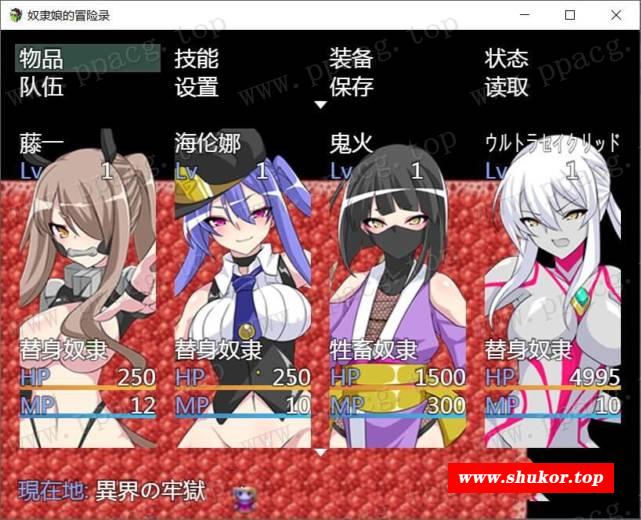 奴隶娘的冒险录
物品 技能 装备 状态
队伍 设置 保存 读取
藤一 海伦娜 鬼火 ウルトラセイクリッド
Lv 1 Lv 1 Lv 1 Lv 1
替身奴隶 替身奴隶 牲畜奴隶 替身奴隶
HP 250 HP 250 HP 1500 HP 4995
MP 12 MP 10 MP 300 MP 10
現在地: 異界の牢獄
www.shukor.top
www.ppacg.top